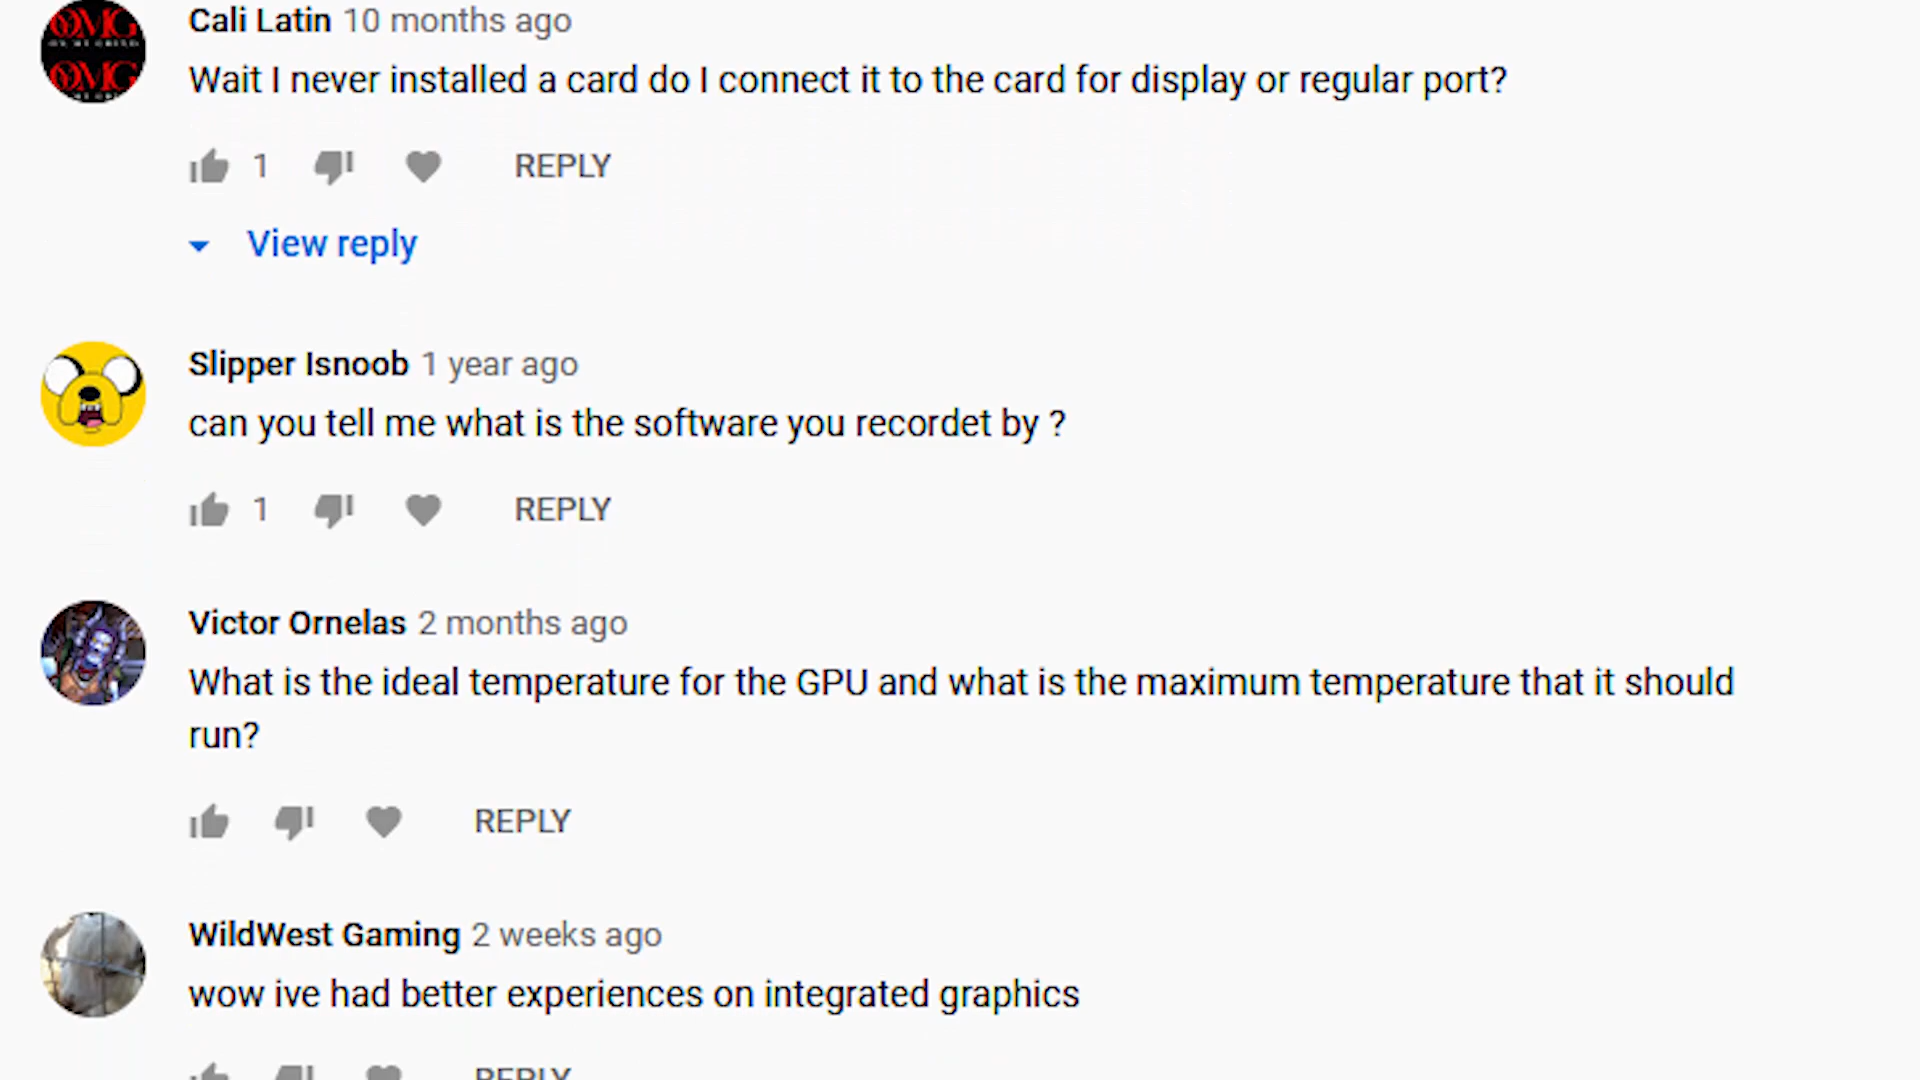 OMG
OMG
Cali Latin 10 months ago
Wait I never installed a card do I connect it to the card for display or regular port?
1 REPLY
View reply
Slipper Isnoob 1 year ago
can you tell me what is the software you recordet by ?
1 REPLY
Victor Ornelas 2 months ago
What is the ideal temperature for the GPU and what is the maximum temperature that it should
run?
REPLY
WildWest Gaming 2 weeks ago
wow ive had better experiences on integrated graphics
REPLY